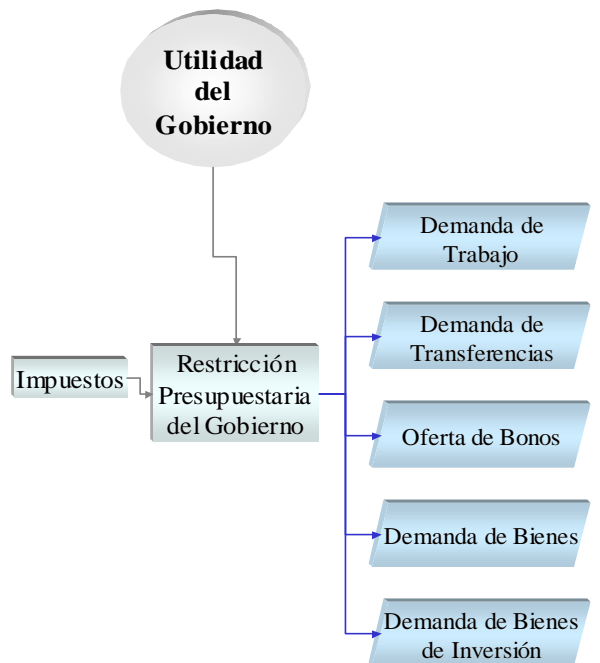 Utilidad
del
Gobierno
Demanda de
Trabajo
Demanda de
Transferencias
Impuestos
Restricción
Presupuestaria
del Gobierno
Oferta de Bonos
Demanda de Bienes
Demanda de Bienes
de Inversión